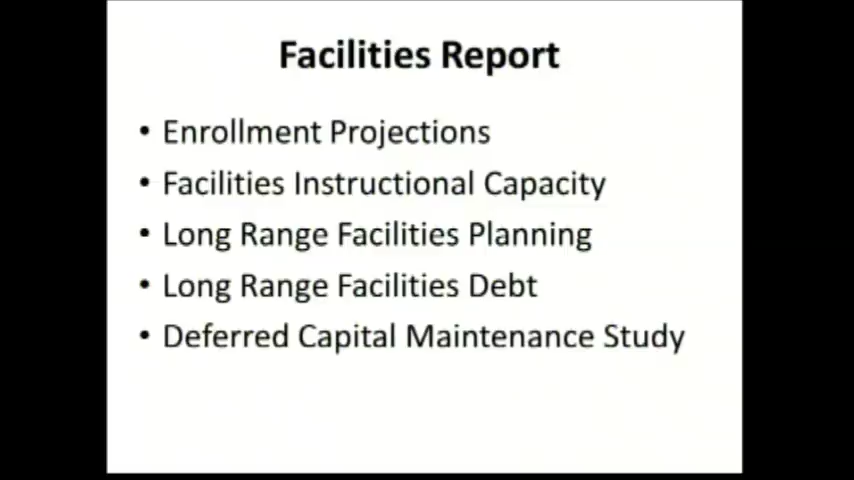 Facilities Report
• Enrollment Projections
• Facilities Instructional Capacity
• Long Range Facilities Planning
• Long Range Facilities Debt
• Deferred Capital Maintenance Study